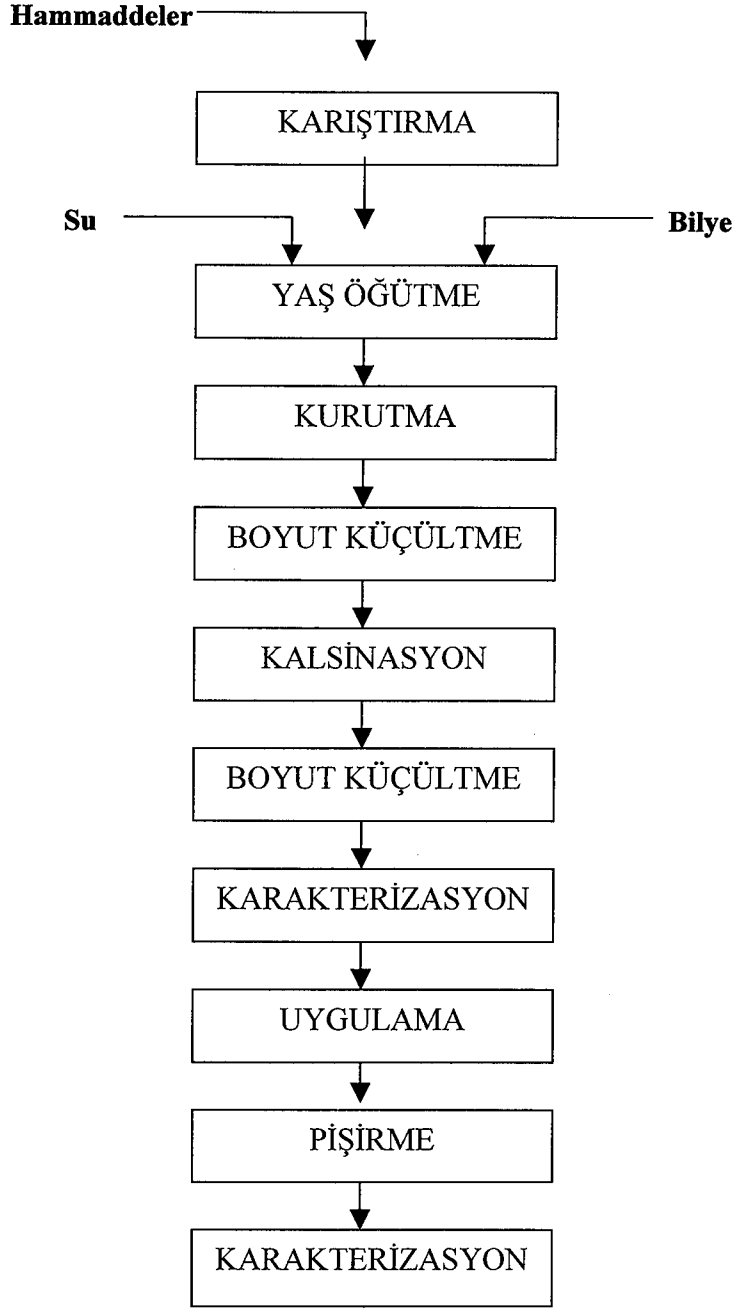 Hammaddeler
KARIŞTIRMA
Su
Bilye
YAŞ ÖĞÜTME
KURUTMA
BOYUT KÜÇÜLTME
KALSİNASYON
BOYUT KÜÇÜLTME
KARAKTERİZASYON
UYGULAMA
PİŞİRME
KARAKTERİZASYON